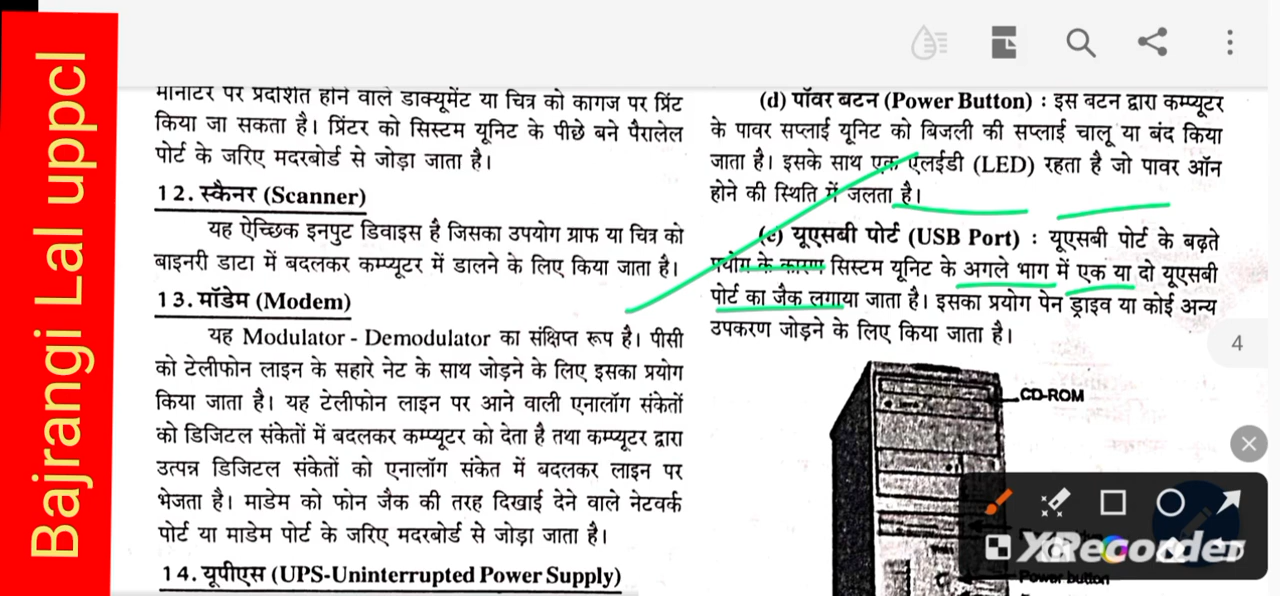 Bajrangi Lal uppcl
मॉनीटर पर प्रदर्शित होने वाले डाक्यूमेंट या चित्र को कागज पर प्रिंट
किया जा सकता है। प्रिंटर को सिस्टम यूनिट के पीछे बने पैरालेल
पोर्ट के जरिए मदरबोर्ड से जोड़ा जाता है।
12. स्कैनर (Scanner)
यह ऐच्छिक इनपुट डिवाइस है जिसका उपयोग ग्राफ या चित्र को
बाइनरी डाटा में बदलकर कम्प्यूटर में डालने के लिए किया जाता है।
13. मॉडेम (Modem)
यह Modulator - Demodulator का संक्षिप्त रूप है। पीसी
को टेलीफोन लाइन के सहारे नेट के साथ जोड़ने के लिए इसका प्रयोग
किया जाता है। यह टेलीफोन लाइन पर आने वाली एनालॉग संकेतों
को डिजिटल संकेतों में बदलकर कम्प्यूटर को देता है तथा कम्प्यूटर द्वारा
उत्पन्न डिजिटल संकेतों को एनालॉग संकेत में बदलकर लाइन पर
भेजता है। माडेम को फोन जैक की तरह दिखाई देने वाले नेटवर्क
पोर्ट या माडेम पोर्ट के जरिए मदरबोर्ड से जोड़ा जाता है।
14. यूपीएस (UPS-Uninterrupted Power Supply)
(d) पॉवर बटन (Power Button) : इस बटन द्वारा कम्प्यूटर
के पावर सप्लाई यूनिट को बिजली की सप्लाई चालू या बंद किया
जाता है। इसके साथ एक एलईडी (LED) रहता है जो पावर ऑन
होने की स्थिति में जलता है।
(e) यूएसबी पोर्ट (USB Port) : यूएसबी पोर्ट के बढ़ते
प्रयोग के कारण सिस्टम यूनिट के अगले भाग में एक या दो यूएसबी
पोर्ट का जैक लगाया जाता है। इसका प्रयोग पेन ड्राइव या कोई अन्य
उपकरण जोड़ने के लिए किया जाता है।
4
CD-ROM
XRecorder
Power button